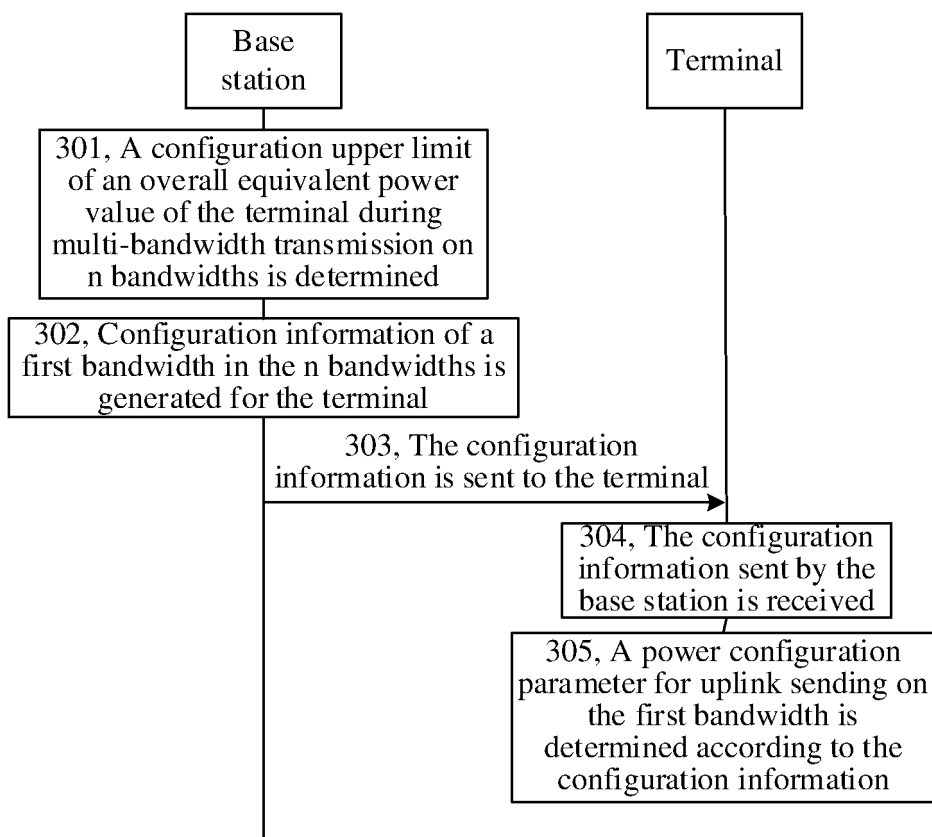 Base
station
Terminal
301, A configuration upper limit
of an overall equivalent power
value of the terminal during
multi-bandwidth transmission on
n bandwidths is determined
302, Configuration information of a
first bandwidth in the n bandwidths is
generated for the terminal
303, The configuration
information is sent to the terminal
304, The configuration
information sent by the
base station is received
305, A power configuration
parameter for uplink sending on
the first bandwidth is
determined according to the
configuration information